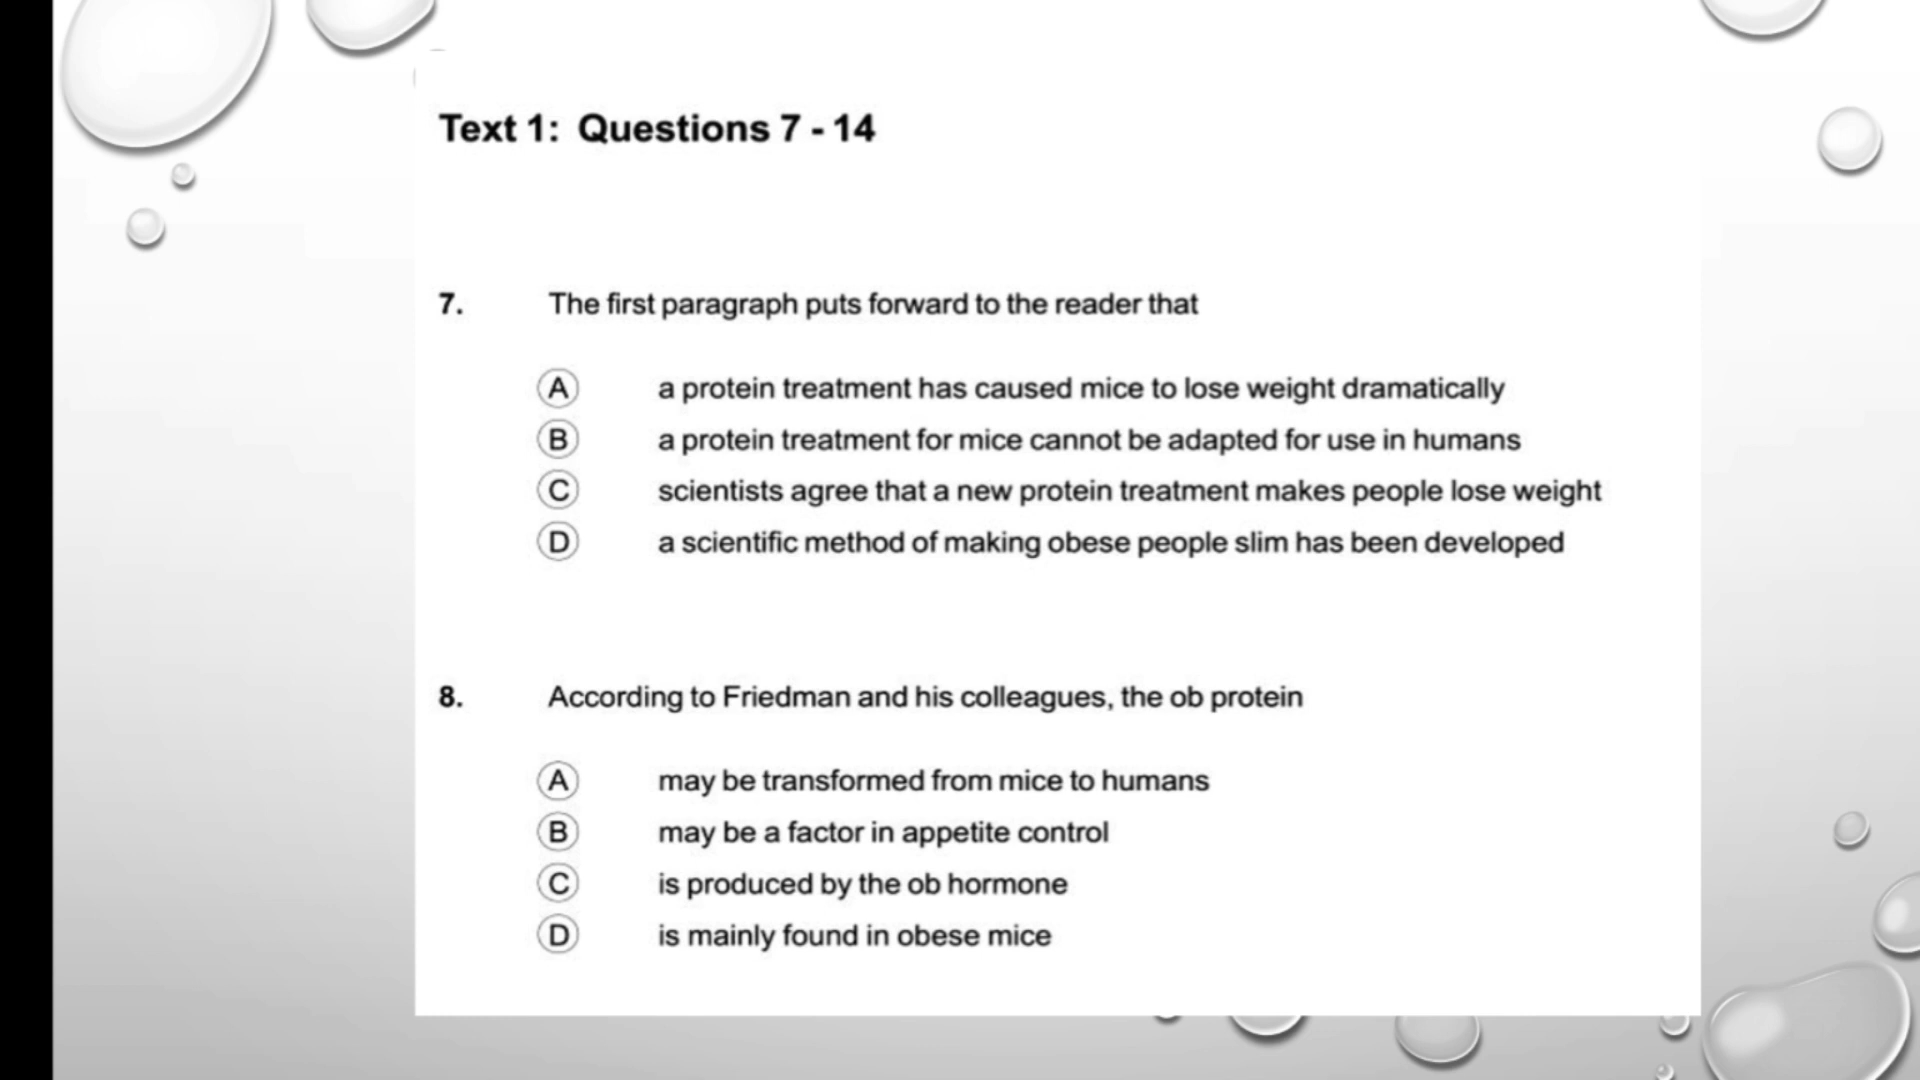 Text 1: Questions 7 - 14
7. The first paragraph puts forward to the reader that
A a protein treatment has caused mice to lose weight dramatically
B a protein treatment for mice cannot be adapted for use in humans
C scientists agree that a new protein treatment makes people lose weight
D a scientific method of making obese people slim has been developed
8. According to Friedman and his colleagues, the ob protein
A may be transformed from mice to humans
B may be a factor in appetite control
C is produced by the ob hormone
D is mainly found in obese mice